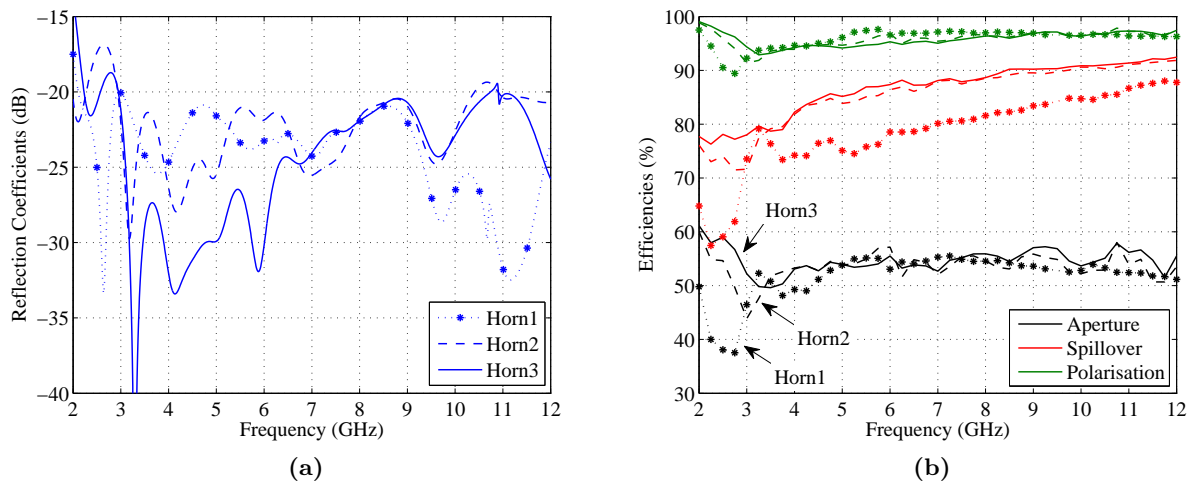 −15
−20
−25
−30
−35
−40
Reflection Coefficients (dB)
2 3 4 5 6 7 8 9 10 11 12
Frequency (GHz)
Horn1
Horn2
Horn3
(a)
100
90
80
70
60
50
40
30
Efficiencies (%)
2 3 4 5 6 7 8 9 10 11 12
Frequency (GHz)
Horn3
Horn2
Horn1
Aperture
Spillover
Polarisation
(b)